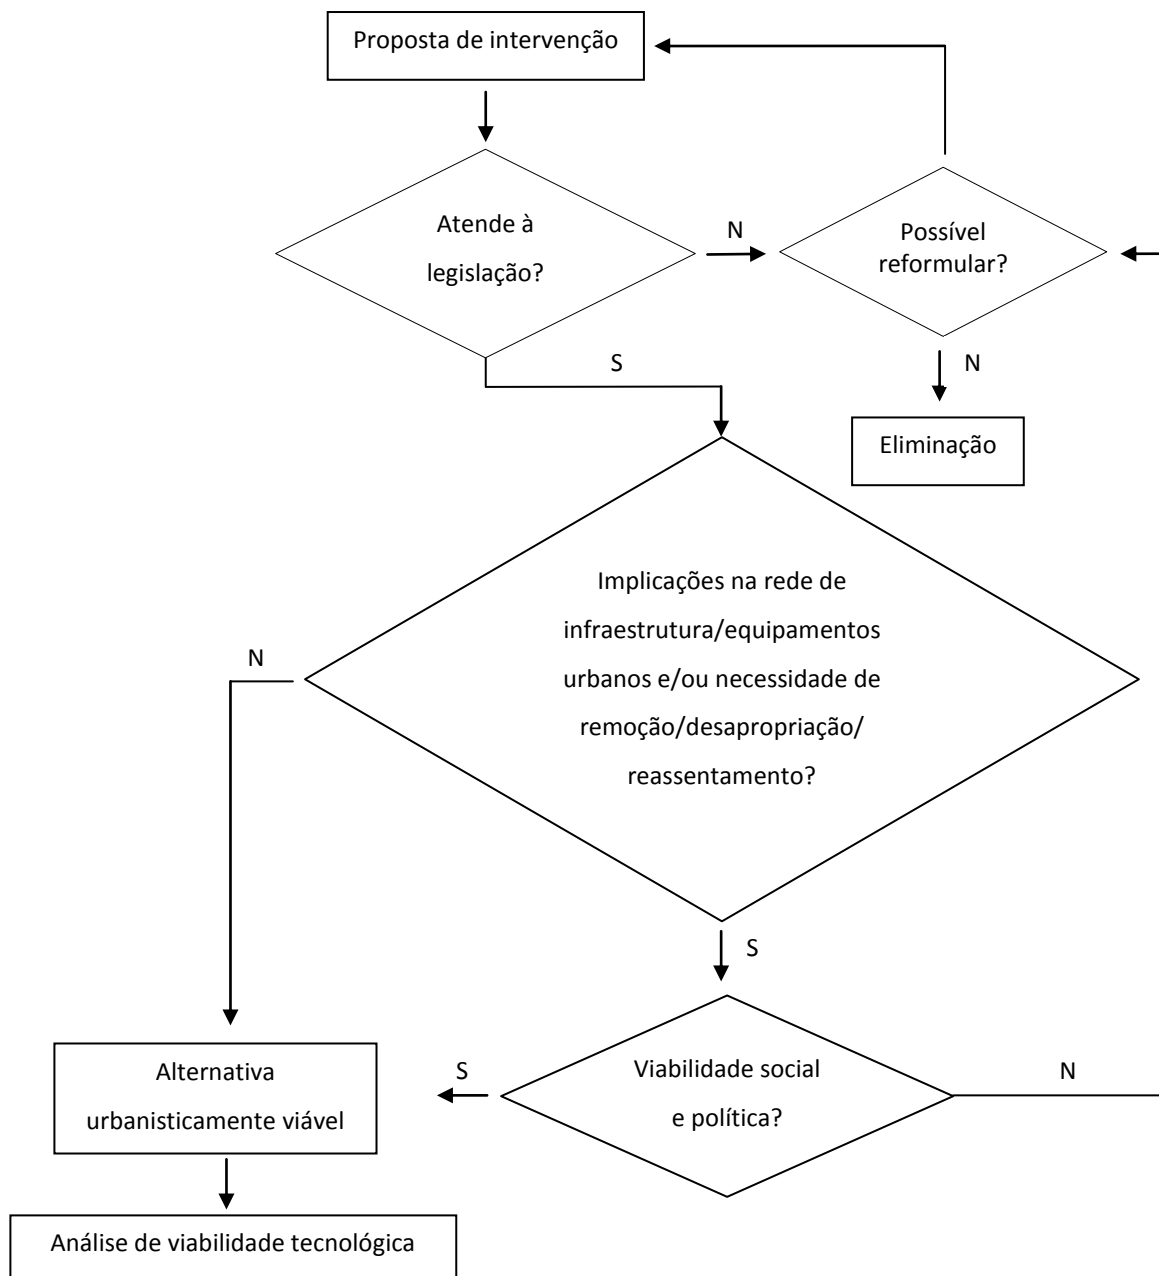 Proposta de intervenção
Atende à
legislação?
N
Possível
reformular?
S
N
Eliminação
Implicações na rede de
infraestrutura/equipamentos
urbanos e/ou necessidade de
remoção/desapropriação/
reassentamento?
N
S
Viabilidade social
e política?
S
N
Alternativa
urbanisticamente viável
Análise de viabilidade tecnológica